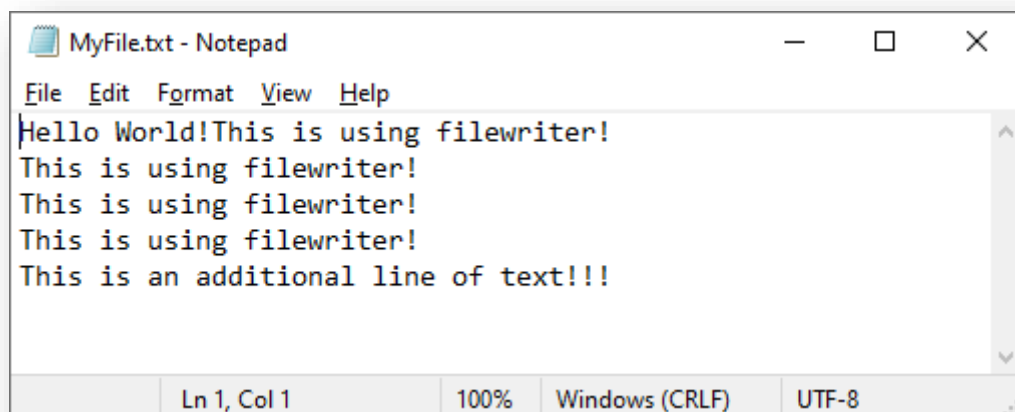 MyFile.txt - Notepad
File Edit Format View Help
Hello World!This is using filewriter!
This is using filewriter!
This is using filewriter!
This is using filewriter!
This is an additional line of text!!!
Ln 1, Col 1 100% Windows (CRLF) UTF-8